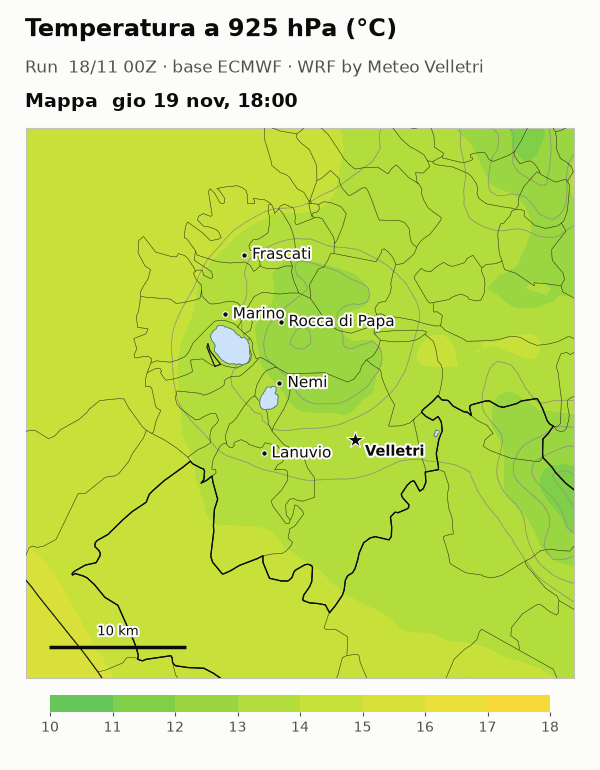 Temperatura a 925 hPa (°C)
Run  18/11 00Z · base ECMWF · WRF by Meteo Velletri
Mappa  gio 19 nov, 18:00
Frascati
Marino
Rocca di Papa
Nemi
Velletri
Lanuvio
10 km
10 11 12 13 14 15 16 17 18